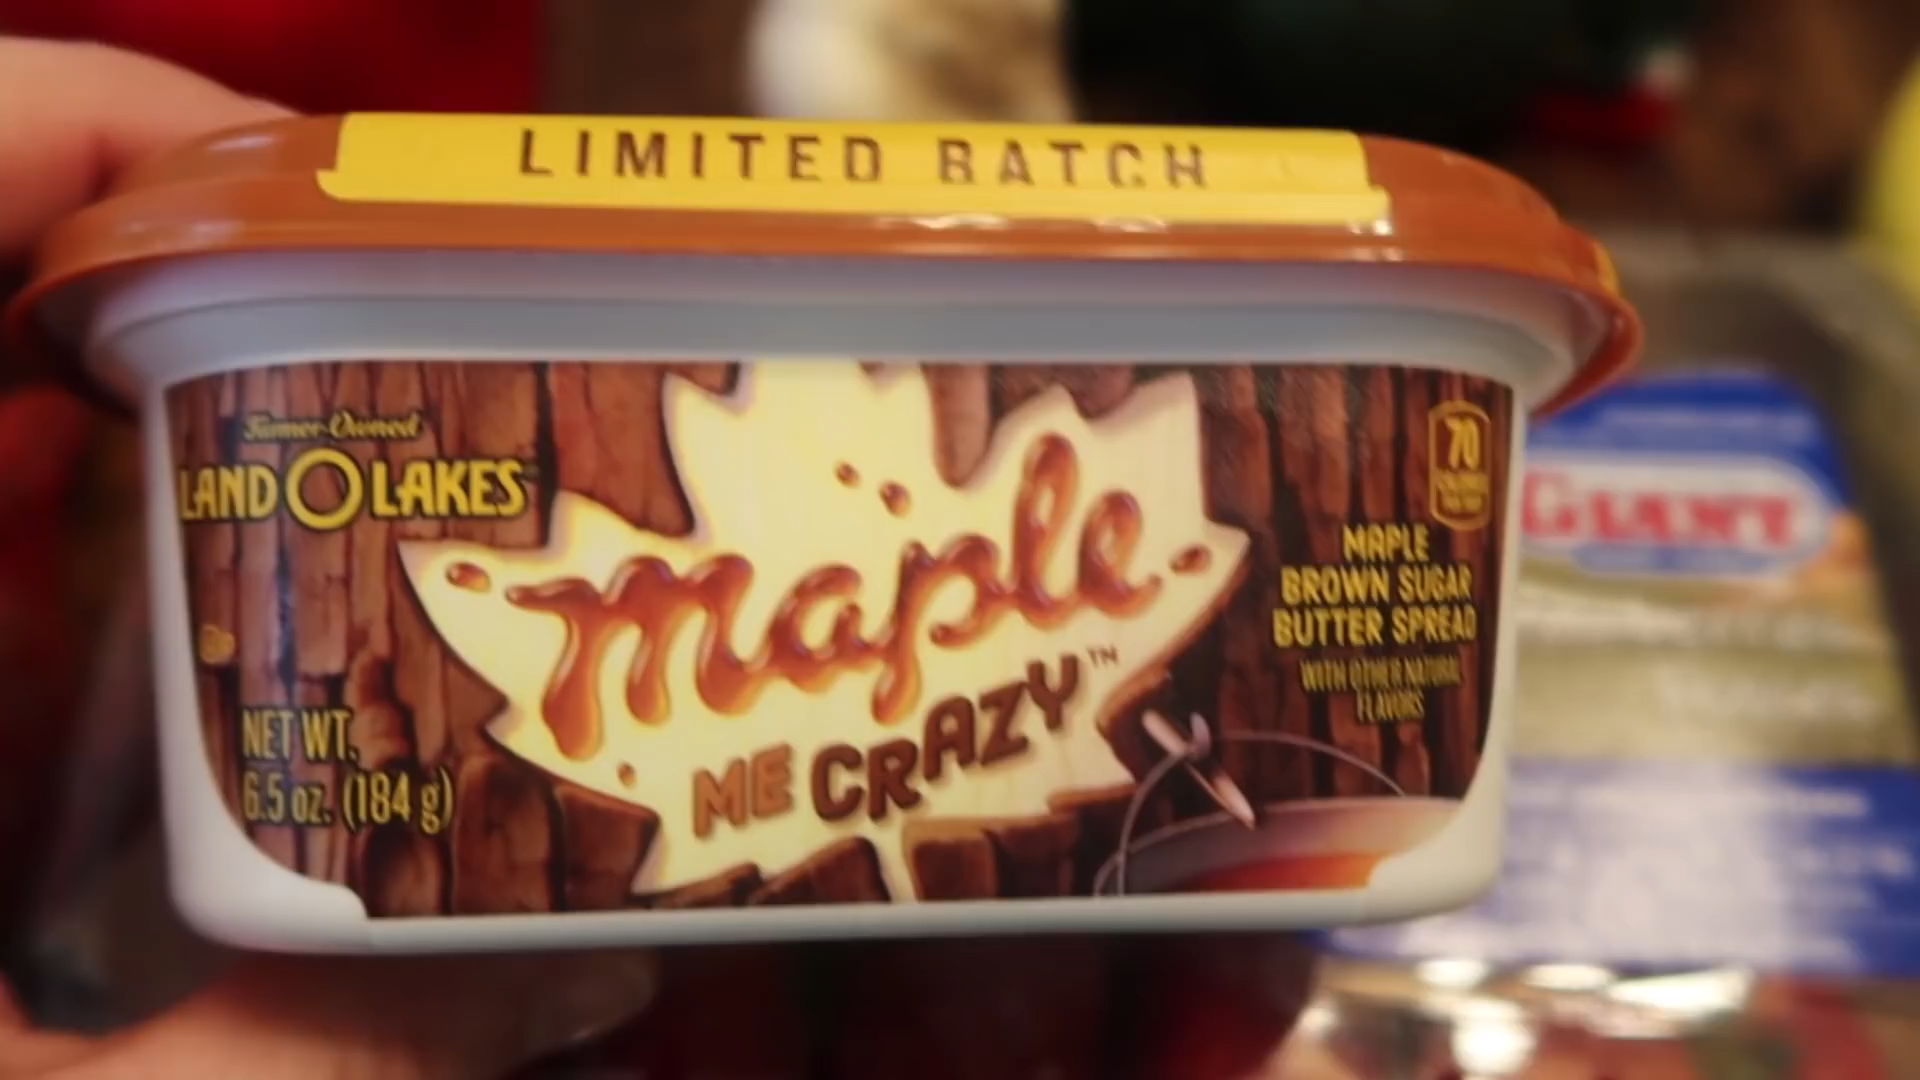 LIMITED BATCH
Farmer-Owned
LAND O LAKES
maple
ME CRAZY™
70
MAPLE
BROWN SUGAR
BUTTER SPREAD
WITH OTHER NATURAL
FLAVORS
NET WT.
6.5 oz. (184 g)
GIANT